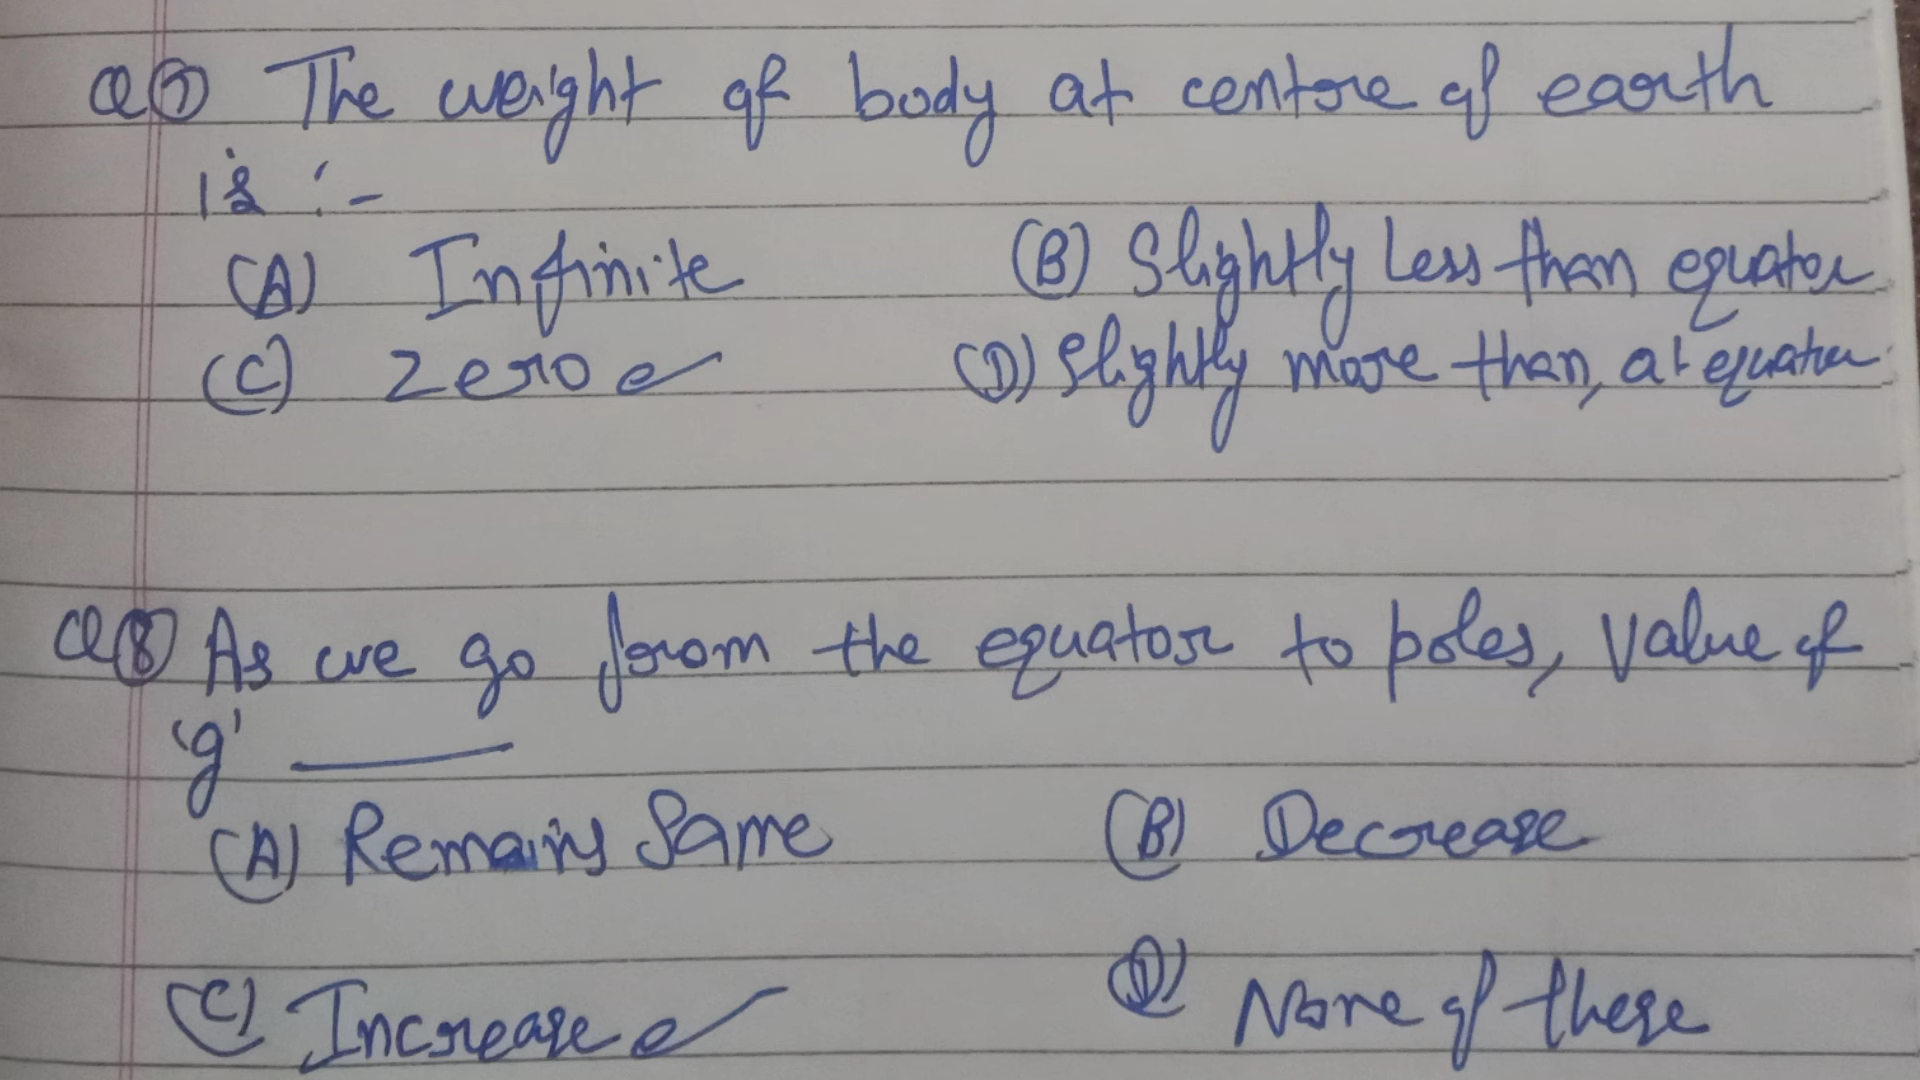 Q7 The weight of body at centre of earth
is :-
(A) Infinite (B) Slightly Less than equator
(C) Zero ✓ (D) Slightly more than, at equator
Q8 As we go from the equator to poles, Value of
'g' ______
(A) Remains Same (B) Decrease
(C) Increase ✓ (D) None of these